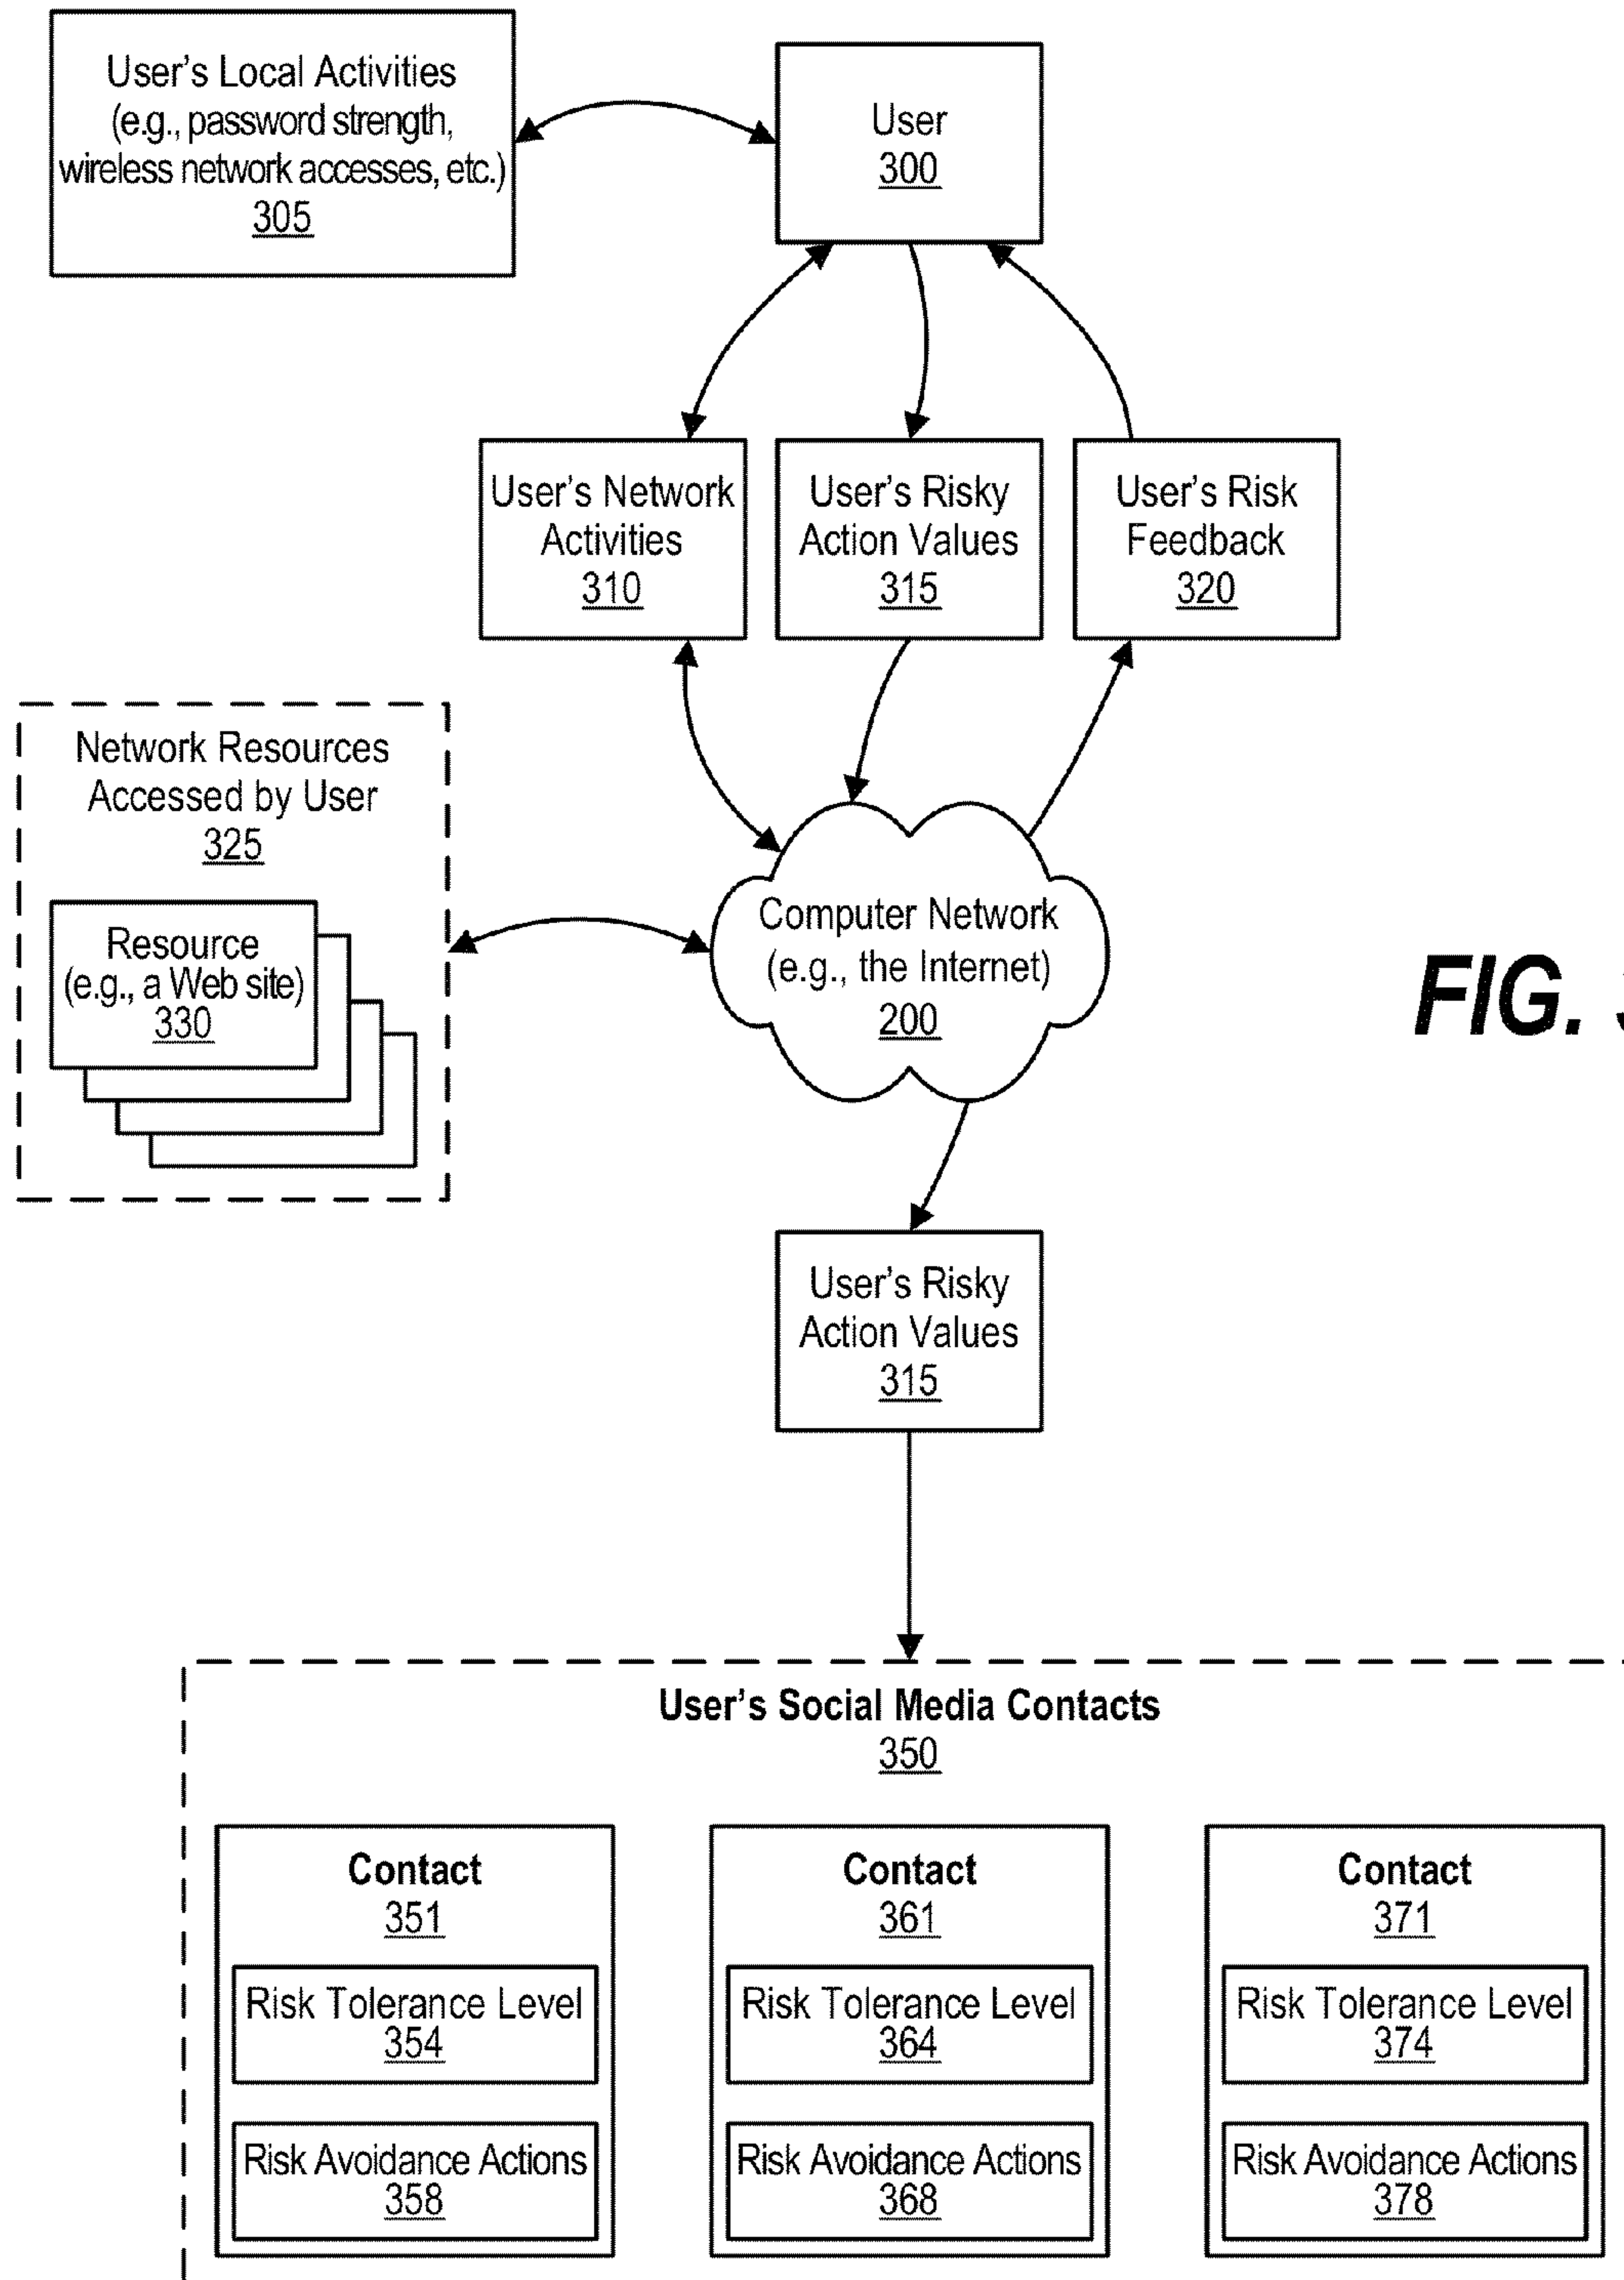 User's Local Activities
(e.g., password strength,
wireless network accesses, etc.)
305
User
300
User's Network
Activities
310
User's Risky
Action Values
315
User's Risk
Feedback
320
Network Resources
Accessed by User
325
Resource
(e.g., a Web site)
330
Computer Network
(e.g., the Internet)
200
FIG.
User's Risky
Action Values
315
User's Social Media Contacts
350
Contact
351
Risk Tolerance Level
354
Risk Avoidance Actions
358
Contact
361
Risk Tolerance Level
364
Risk Avoidance Actions
368
Contact
371
Risk Tolerance Level
374
Risk Avoidance Actions
378